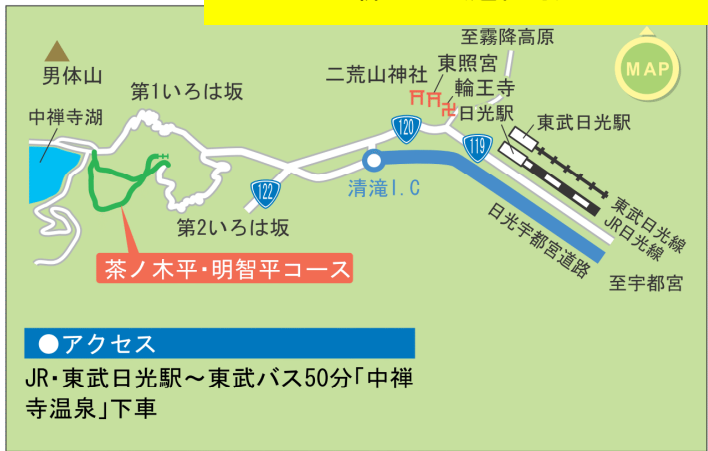 至霧降高原
MAP
男体山
二荒山神社
東照宮
輪王寺
第1いろは坂
中禅寺湖
日光駅
東武日光駅
120
119
122
清滝I.C
第2いろは坂
日光宇都宮道路
東武日光線
JR日光線
至宇都宮
茶ノ木平・明智平コース
●アクセス
JR・東武日光駅～東武バス50分「中禅
寺温泉」下車